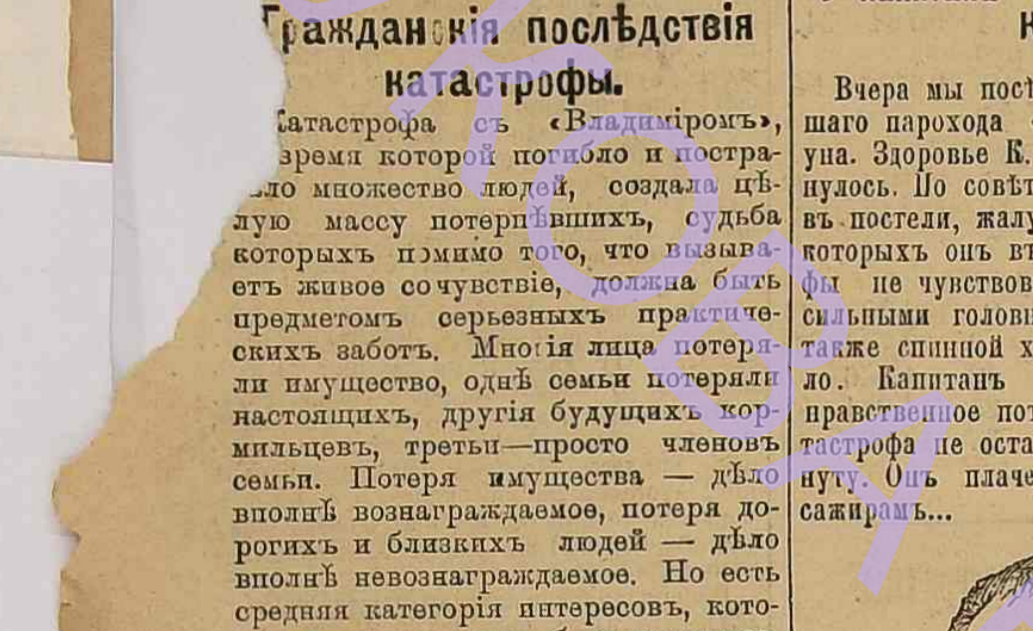 Гражданскія послѣдствія
катастрофы.
Катастрофа съ «Владиміромъ»,
время которой погибло и постра-
ло множество людей, создала цѣ-
лую массу потерпѣвшихъ, судьба
которыхъ помимо того, что вызыва-
етъ живое сочувствіе, должна быть
предметомъ серьезныхъ практиче-
скихъ заботъ. Многія лица потеря-
ли имущество, однѣ семьи потеряли
настоящихъ, другія будущихъ кор-
мильцевъ, третьи—просто членовъ
семьи. Потеря имущества — дѣло
вполнѣ вознаграждаемое, потеря до-
рогихъ и близкихъ людей — дѣло
вполнѣ невознаграждаемое. Но есть
средняя категорія интересовъ, кото-
Вчера мы посѣ
шаго парохода
уна. Здоровье К.
нулось. По совѣт
въ постели, жалу
которыхъ онъ въ
фы не чувствов
сильными головн
также спинной х
ло. Капитанъ
нравственное по
тастрофа не оста
нуту. Онъ плаче
сажирамъ...